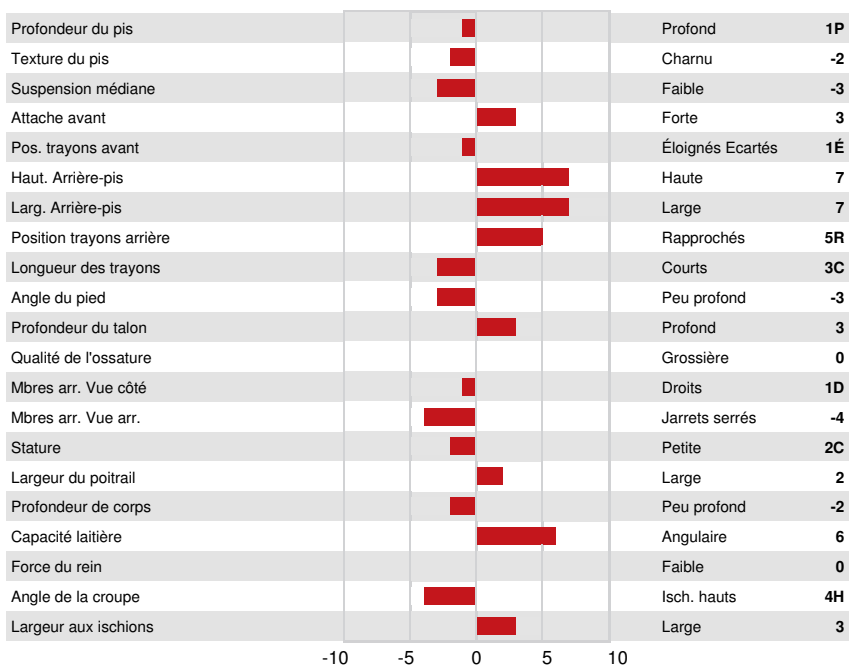 Profondeur du pis Profond 1P
Texture du pis Charnu -2
Suspension médiane Faible -3
Attache avant Forte 3
Pos. trayons avant Éloignés Ecartés 1É
Haut. Arrière-pis Haute 7
Larg. Arrière-pis Large 7
Position trayons arrière Rapprochés 5R
Longueur des trayons Courts 3C
Angle du pied Peu profond -3
Profondeur du talon Profond 3
Qualité de l'ossature Grossière 0
Mbres arr. Vue côté Droits 1D
Mbres arr. Vue arr. Jarrets serrés -4
Stature Petite 2C
Largeur du poitrail Large 2
Profondeur de corps Peu profond -2
Capacité laitière Angulaire 6
Force du rein Faible 0
Angle de la croupe Isch. hauts 4H
Largeur aux ischions Large 3
-10 -5 0 5 10